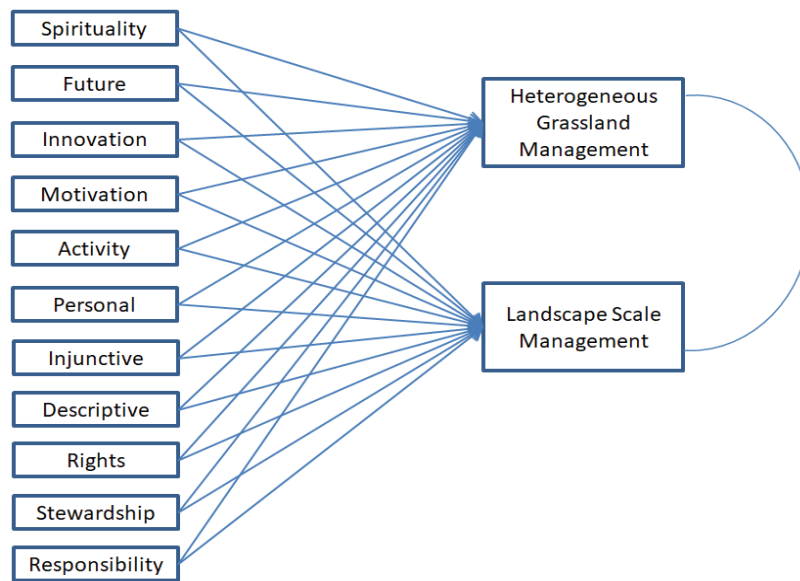 Spirituality
Future
Innovation
Motivation
Activity
Personal
Injunctive
Descriptive
Rights
Stewardship
Responsibility
Heterogeneous
Grassland
Management
Landscape Scale
Management